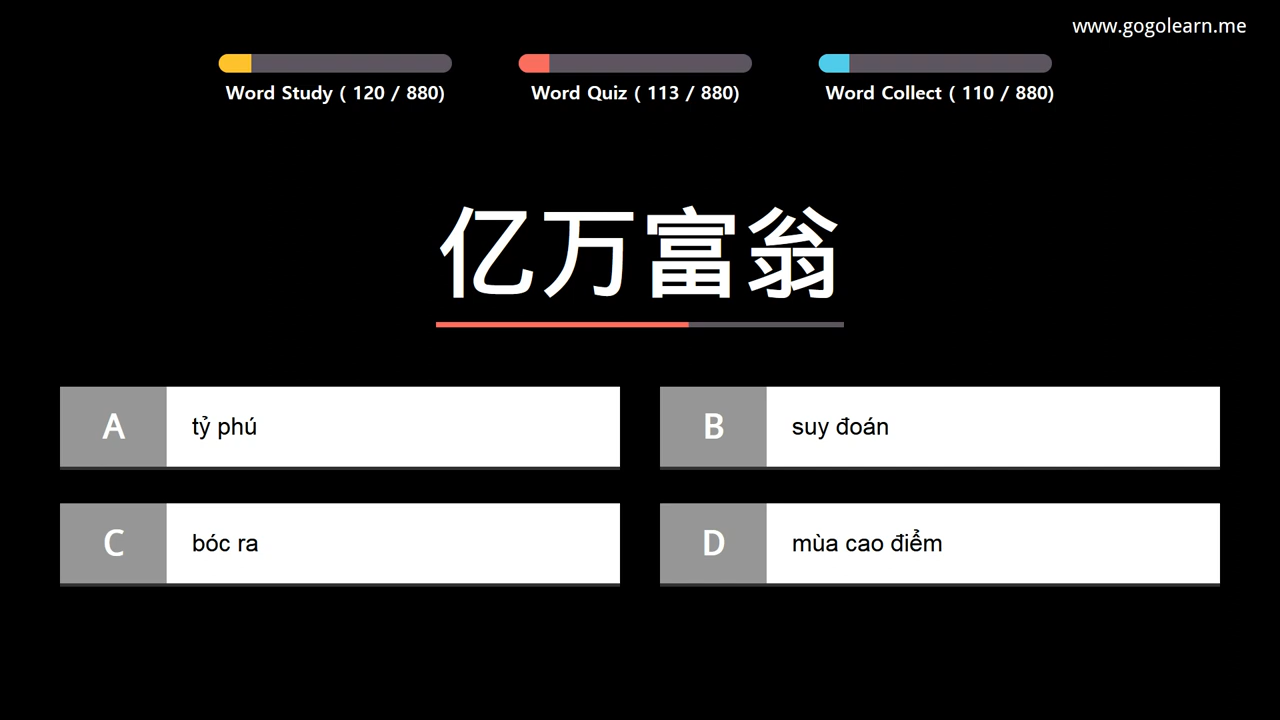 www.gogolearn.me
Word Study ( 120 / 880)
Word Quiz ( 113 / 880)
Word Collect ( 110 / 880)
亿万富翁
A tỷ phú
B suy đoán
C bóc ra
D mùa cao điểm